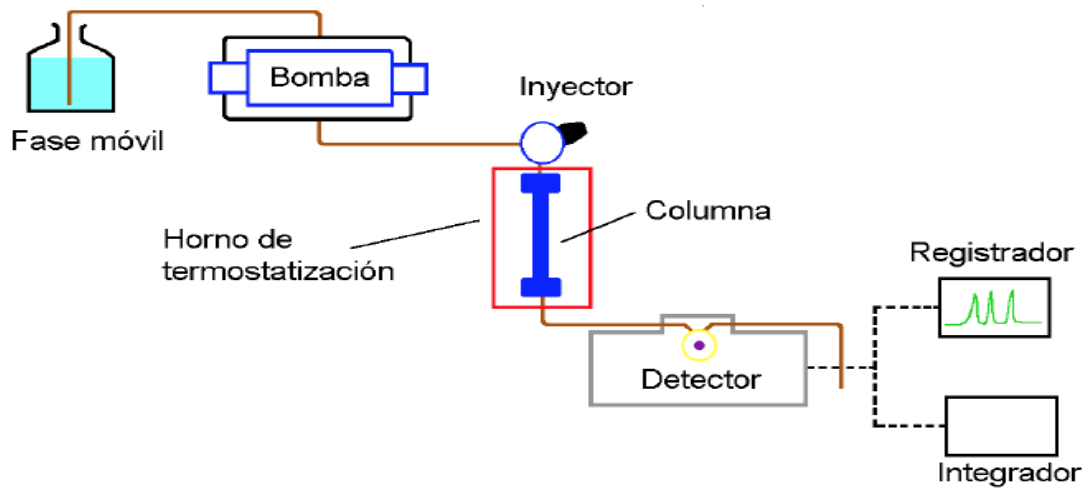 Fase móvil
Bomba
Inyector
Horno de
termostatización
Columna
Detector
Registrador
Integrador